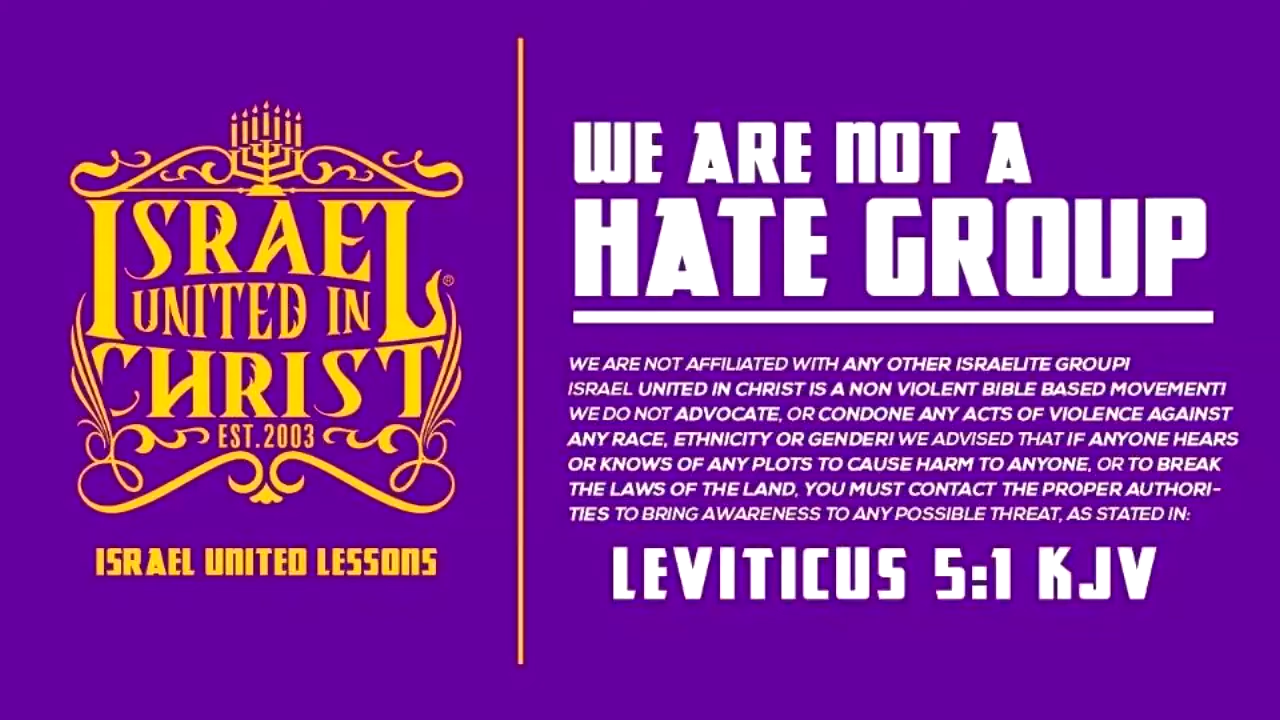 ISRAEL
UNITED IN
CHRIST
EST. 2003
®
ISRAEL UNITED LESSONS
WE ARE NOT A
HATE GROUP
WE ARE NOT AFFILIATED WITH ANY OTHER ISRAELITE GROUP!
ISRAEL UNITED IN CHRIST IS A NON VIOLENT BIBLE BASED MOVEMENT!
WE DO NOT ADVOCATE, OR CONDONE ANY ACTS OF VIOLENCE AGAINST
ANY RACE, ETHNICITY OR GENDER! WE ADVISED THAT IF ANYONE HEARS
OR KNOWS OF ANY PLOTS TO CAUSE HARM TO ANYONE, OR TO BREAK
THE LAWS OF THE LAND, YOU MUST CONTACT THE PROPER AUTHORI-
TIES TO BRING AWARENESS TO ANY POSSIBLE THREAT, AS STATED IN:
LEVITICUS 5:1 KJV